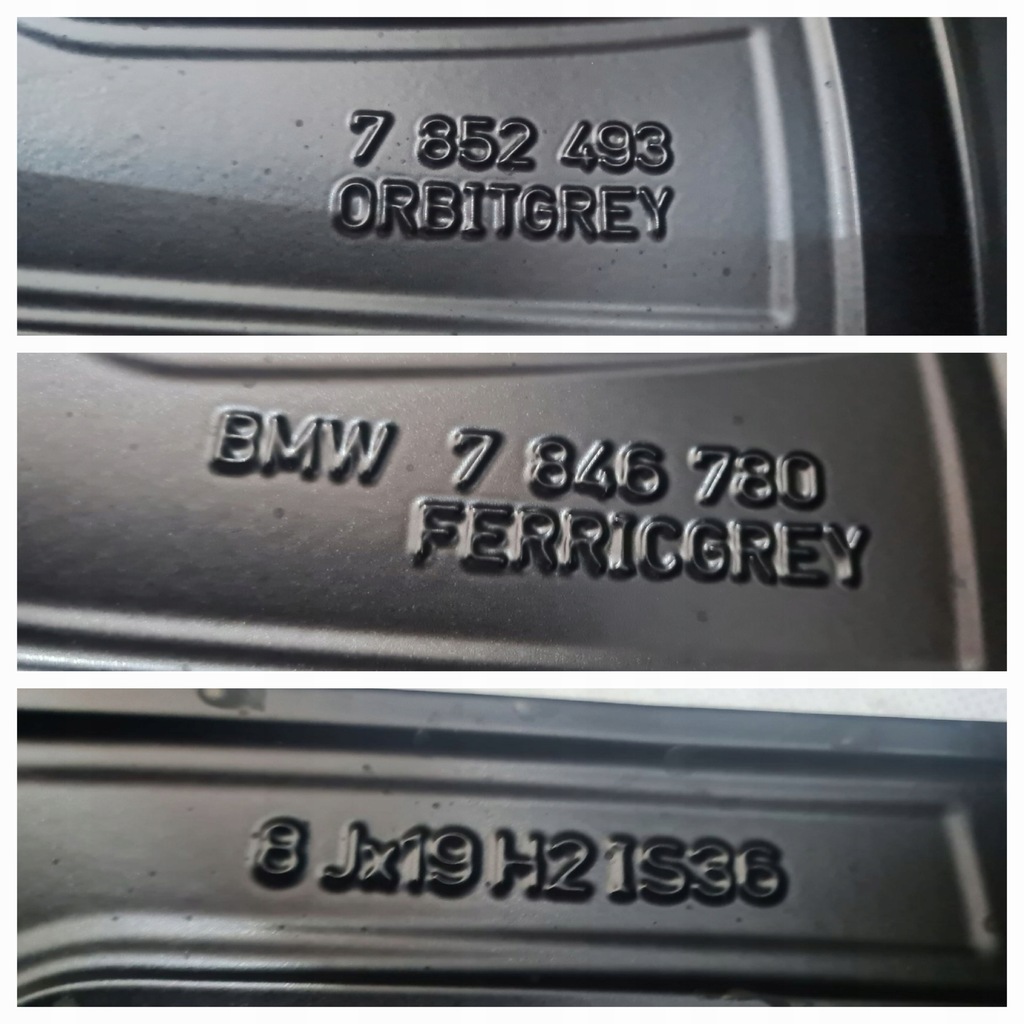 7 852 493
ORBITGREY
BMW 7 846 780
FERRICGREY
8 Jx19 H2 IS36